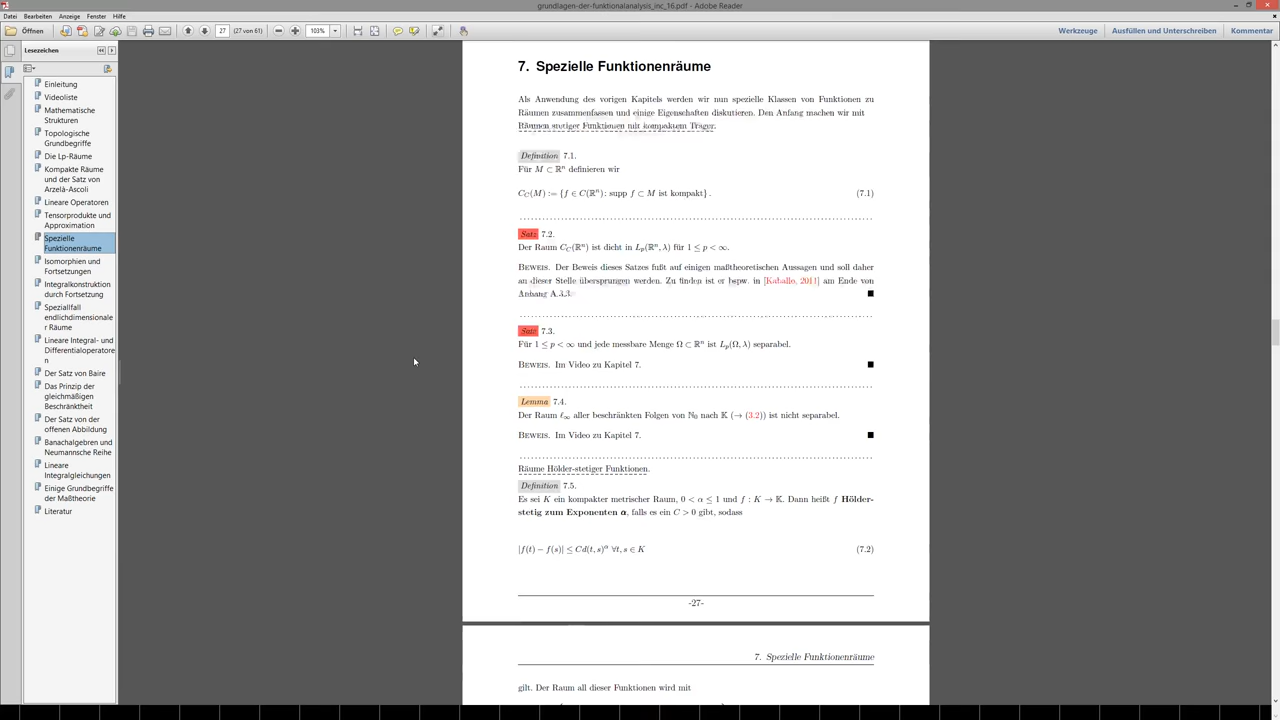 grundlagen-der-funktionalanalysis_inc_16.pdf - Adobe Reader
Datei Bearbeiten Anzeige Fenster Hilfe
Öffnen 27 (27 von 61) 103% Werkzeuge Ausfüllen und Unterschreiben Kommentar
Lesezeichen
Einleitung
Videoliste
Mathematische
Strukturen
Topologische
Grundbegriffe
Die Lp-Räume
Kompakte Räume
und der Satz von
Arzelà-Ascoli
Lineare Operatoren
Tensorprodukte und
Approximation
Spezielle
Funktionenräume
Isomorphien und
Fortsetzungen
Integralkonstruktion
durch Fortsetzung
Speziallfall
endlichdimensionale
r Räume
Lineare Integral- und
Differentialoperatore
n
Der Satz von Baire
Das Prinzip der
gleichmäßigen
Beschränktheit
Der Satz von der
offenen Abbildung
Banachalgebren und
Neumannsche Reihe
Lineare
Integralgleichungen
Einige Grundbegriffe
der Maßtheorie
Literatur
7. Spezielle Funktionenräume
Als Anwendung des vorigen Kapitels werden wir nun spezielle Klassen von Funktionen zu
Räumen zusammenfassen und einige Eigenschaften diskutieren. Den Anfang machen wir mit
Räumen stetiger Funktionen mit kompaktem Träger.
Definition 7.1.
Für M ⊂ ℝⁿ definieren wir
C_C(M) := {f ∈ C(ℝⁿ): supp f ⊂ M ist kompakt}. (7.1)
Satz 7.2.
Der Raum C_C(ℝⁿ) ist dicht in L_p(ℝⁿ, λ) für 1 ≤ p < ∞.
BEWEIS. Der Beweis dieses Satzes fußt auf einigen maßtheoretischen Aussagen und soll daher
an dieser Stelle übersprungen werden. Zu finden ist er bspw. in [Kaballo, 2011] am Ende von
Anhang A.3.3. ■
Satz 7.3.
Für 1 ≤ p < ∞ und jede messbare Menge Ω ⊂ ℝⁿ ist L_p(Ω, λ) separabel.
BEWEIS. Im Video zu Kapitel 7. ■
Lemma 7.4.
Der Raum ℓ_∞ aller beschränkten Folgen von ℕ₀ nach 𝕂 (→ (3.2)) ist nicht separabel.
BEWEIS. Im Video zu Kapitel 7. ■
Räume Hölder-stetiger Funktionen.
Definition 7.5.
Es sei K ein kompakter metrischer Raum, 0 < α ≤ 1 und f : K → 𝕂. Dann heißt f Hölder-
stetig zum Exponenten α, falls es ein C > 0 gibt, sodass
|f(t) − f(s)| ≤ Cd(t, s)^α ∀t, s ∈ K (7.2)
-27-
7. Spezielle Funktionenräume
gilt. Der Raum all dieser Funktionen wird mit